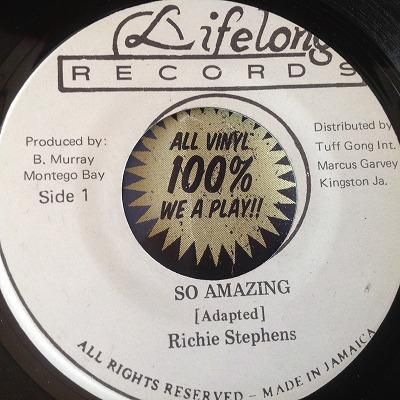 Lifelong
RECORDS
Produced by:
B. Murray
Montego Bay
Side 1
Distributed by
Tuff Gong Int.
Marcus Garvey
Kingston Ja.
ALL VINYL
100%
WE A PLAY!!
SO AMAZING
[Adapted]
Richie Stephens
ALL RIGHTS RESERVED - MADE IN JAMAICA